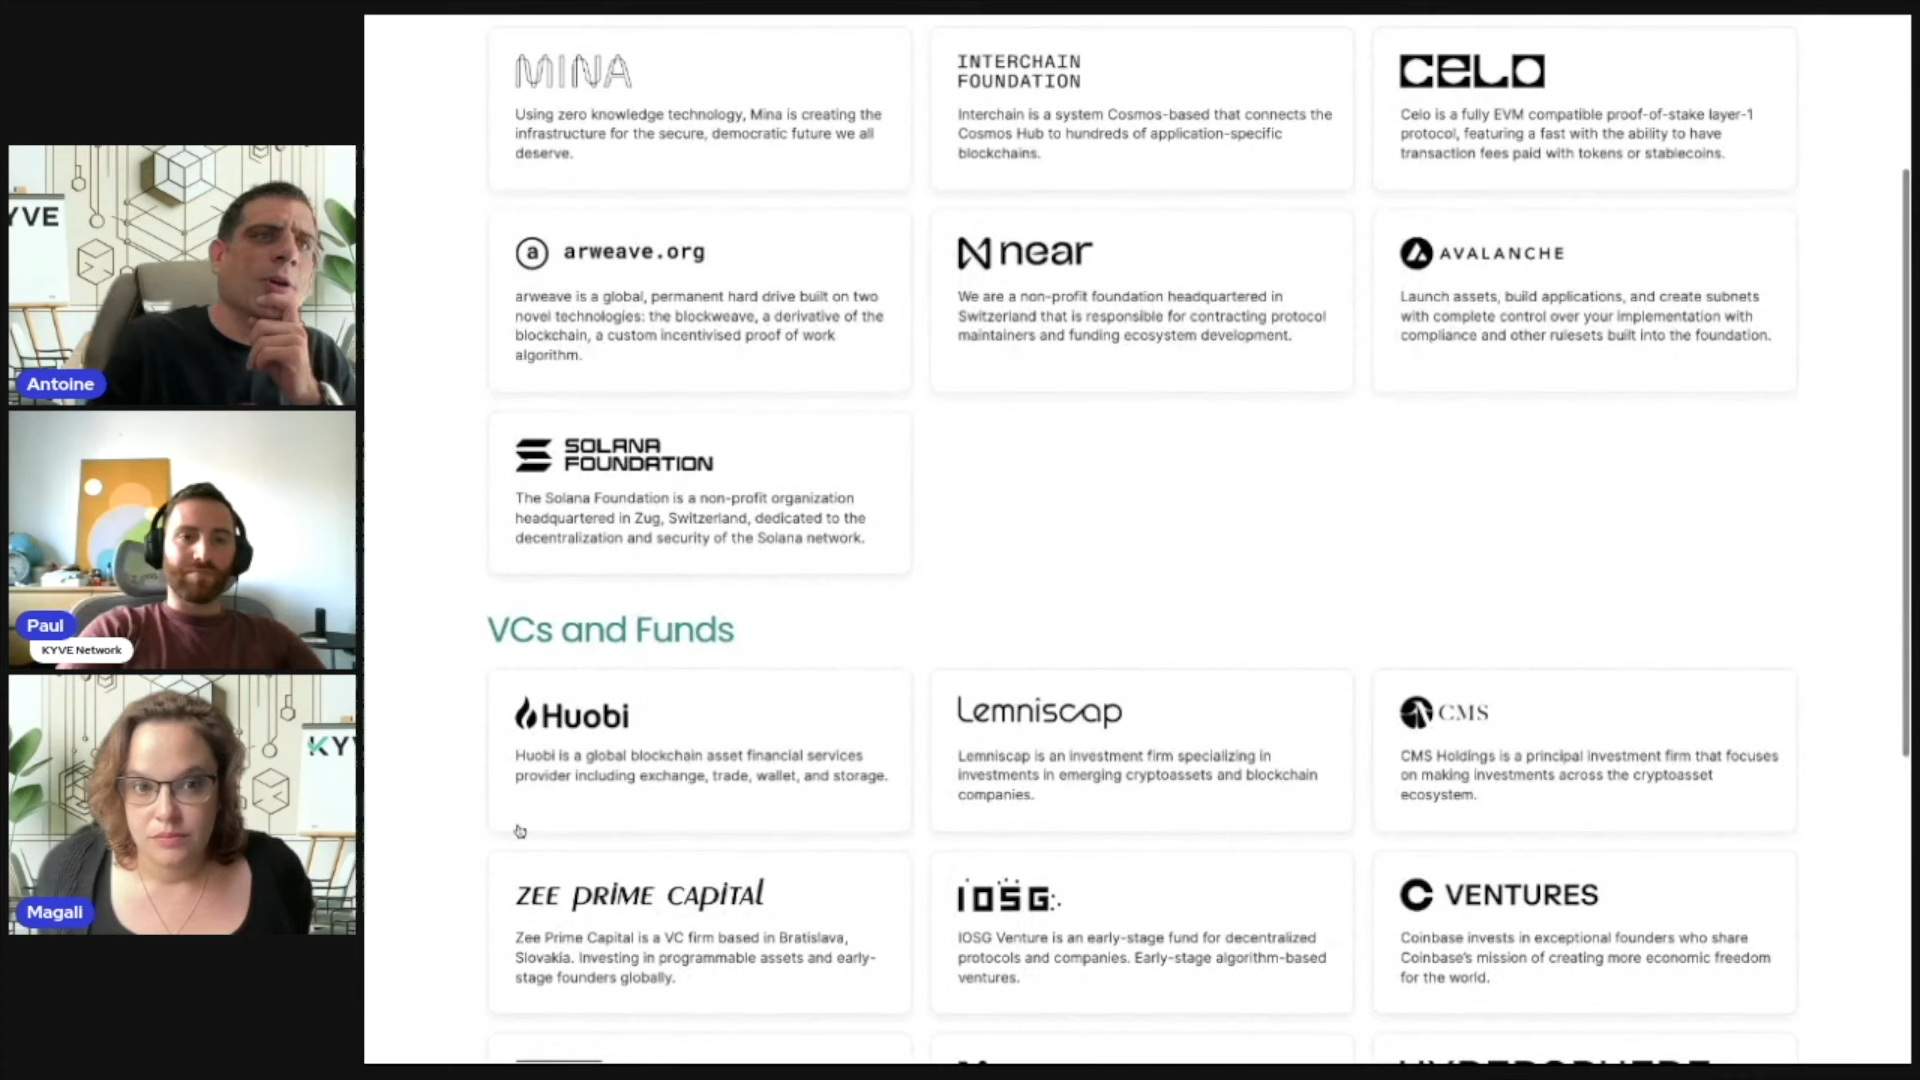 YVE
Antoine
Paul
KYVE Network
KYV
Magali
MINA
Using zero knowledge technology, Mina is creating the
infrastructure for the secure, democratic future we all
deserve.
INTERCHAIN
FOUNDATION
Interchain is a system Cosmos-based that connects the
Cosmos Hub to hundreds of application-specific
blockchains.
CELO
Celo is a fully EVM compatible proof-of-stake layer-1
protocol, featuring a fast with the ability to have
transaction fees paid with tokens or stablecoins.
a arweave.org
arweave is a global, permanent hard drive built on two
novel technologies: the blockweave, a derivative of the
blockchain, a custom incentivised proof of work
algorithm.
near
We are a non-profit foundation headquartered in
Switzerland that is responsible for contracting protocol
maintainers and funding ecosystem development.
AVALANCHE
Launch assets, build applications, and create subnets
with complete control over your implementation with
compliance and other rulesets built into the foundation.
SOLANA
FOUNDATION
The Solana Foundation is a non-profit organization
headquartered in Zug, Switzerland, dedicated to the
decentralization and security of the Solana network.
VCs and Funds
Huobi
Huobi is a global blockchain asset financial services
provider including exchange, trade, wallet, and storage.
Lemniscap
Lemniscap is an investment firm specializing in
investments in emerging cryptoassets and blockchain
companies.
CMS
CMS Holdings is a principal investment firm that focuses
on making investments across the cryptoasset
ecosystem.
ZEE PRIME CAPITAL
Zee Prime Capital is a VC firm based in Bratislava,
Slovakia. Investing in programmable assets and early-
stage founders globally.
IOSG
IOSG Venture is an early-stage fund for decentralized
protocols and companies. Early-stage algorithm-based
ventures.
C VENTURES
Coinbase invests in exceptional founders who share
Coinbase's mission of creating more economic freedom
for the world.